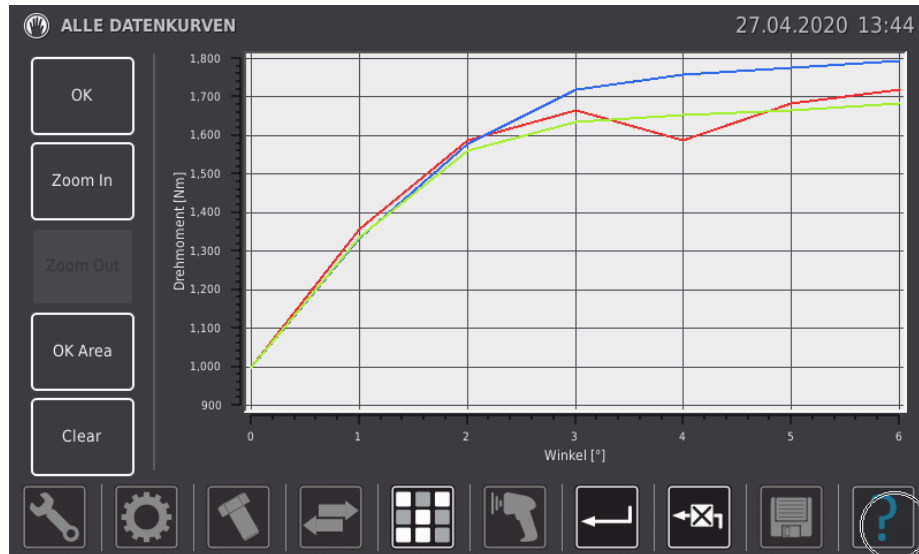 ALLE DATENKURVEN
27.04.2020 13:44
OK
Zoom In
Zoom Out
OK Area
Clear
Drehmoment [Nm]
1,800
1,700
1,600
1,500
1,400
1,300
1,200
1,100
1,000
900
0 1 2 3 4 5 6
Winkel [°]
1
?